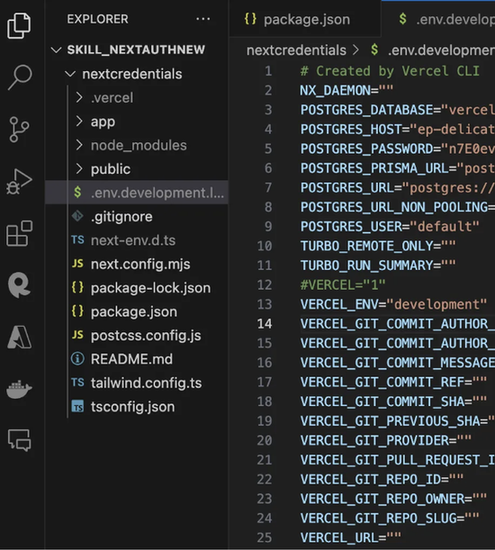 EXPLORER
SKILL_NEXTAUTHNEW
nextcredentials
.vercel
app
node_modules
public
$ .env.development.l...
.gitignore
TS next-env.d.ts
JS next.config.mjs
{} package-lock.json
{} package.json
JS postcss.config.js
README.md
TS tailwind.config.ts
TS tsconfig.json
{} package.json
$ .env.develo
nextcredentials > $ .env.developmen
1 # Created by Vercel CLI
2 NX_DAEMON=""
3 POSTGRES_DATABASE="vercel
4 POSTGRES_HOST="ep-delicat
5 POSTGRES_PASSWORD="n7E0ev
6 POSTGRES_PRISMA_URL="post
7 POSTGRES_URL="postgres://
8 POSTGRES_URL_NON_POOLING=
9 POSTGRES_USER="default"
10 TURBO_REMOTE_ONLY=""
11 TURBO_RUN_SUMMARY=""
12 #VERCEL="1"
13 VERCEL_ENV="development"
14 VERCEL_GIT_COMMIT_AUTHOR_
15 VERCEL_GIT_COMMIT_AUTHOR_
16 VERCEL_GIT_COMMIT_MESSAGE
17 VERCEL_GIT_COMMIT_REF=""
18 VERCEL_GIT_COMMIT_SHA=""
19 VERCEL_GIT_PREVIOUS_SHA="
20 VERCEL_GIT_PROVIDER=""
21 VERCEL_GIT_PULL_REQUEST_I
22 VERCEL_GIT_REPO_ID=""
23 VERCEL_GIT_REPO_OWNER=""
24 VERCEL_GIT_REPO_SLUG=""
25 VERCEL_URL=""